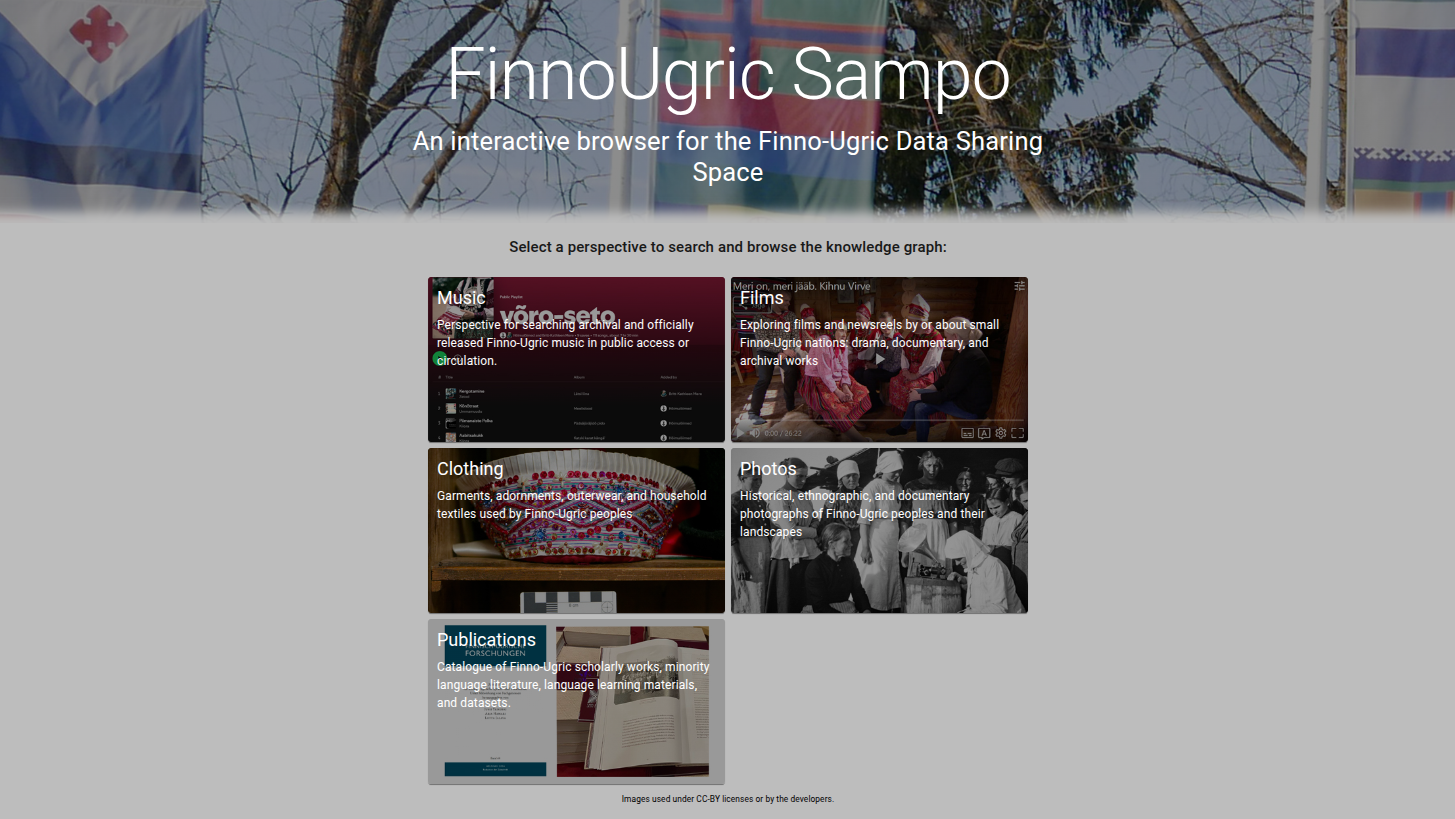 FinnoUgric Sampo
An interactive browser for the Finno-Ugric Data Sharing
Space
Select a perspective to search and browse the knowledge graph:
Music
Public Playlist
võro-seto
Perspective for searching archival and officially
released Finno-Ugric music in public access or
circulation.
Meri on, meri jääb. Kihnu Virve
Films
Exploring films and newsreels by or about small
Finno-Ugric nations: drama, documentary, and
archival works
0:00 / 26:22
Clothing
Garments, adornments, outerwear, and household
textiles used by Finno-Ugric peoples
Photos
Historical, ethnographic, and documentary
photographs of Finno-Ugric peoples and their
landscapes
Publications
FORSCHUNGEN
Catalogue of Finno-Ugric scholarly works, minority
language literature, language learning materials,
and datasets.
Images used under CC-BY licenses or by the developers.